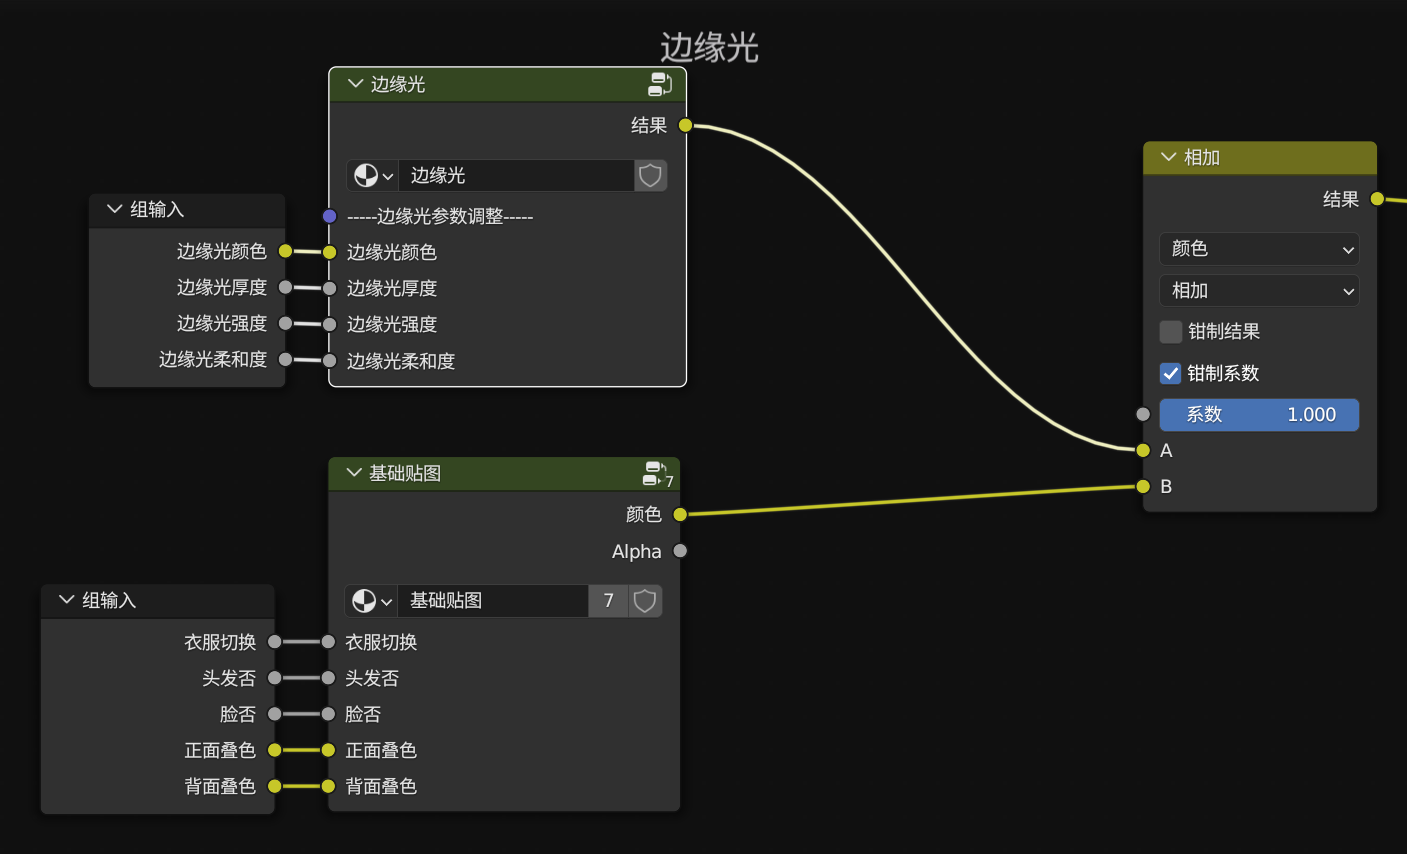 边缘光
边缘光
结果
边缘光
-----边缘光参数调整-----
边缘光颜色
边缘光厚度
边缘光强度
边缘光柔和度
组输入
边缘光颜色
边缘光厚度
边缘光强度
边缘光柔和度
相加
结果
颜色
相加
钳制结果
钳制系数
系数 1.000
A
B
基础贴图 7
颜色
Alpha
基础贴图 7
衣服切换
头发否
脸否
正面叠色
背面叠色
组输入
衣服切换
头发否
脸否
正面叠色
背面叠色